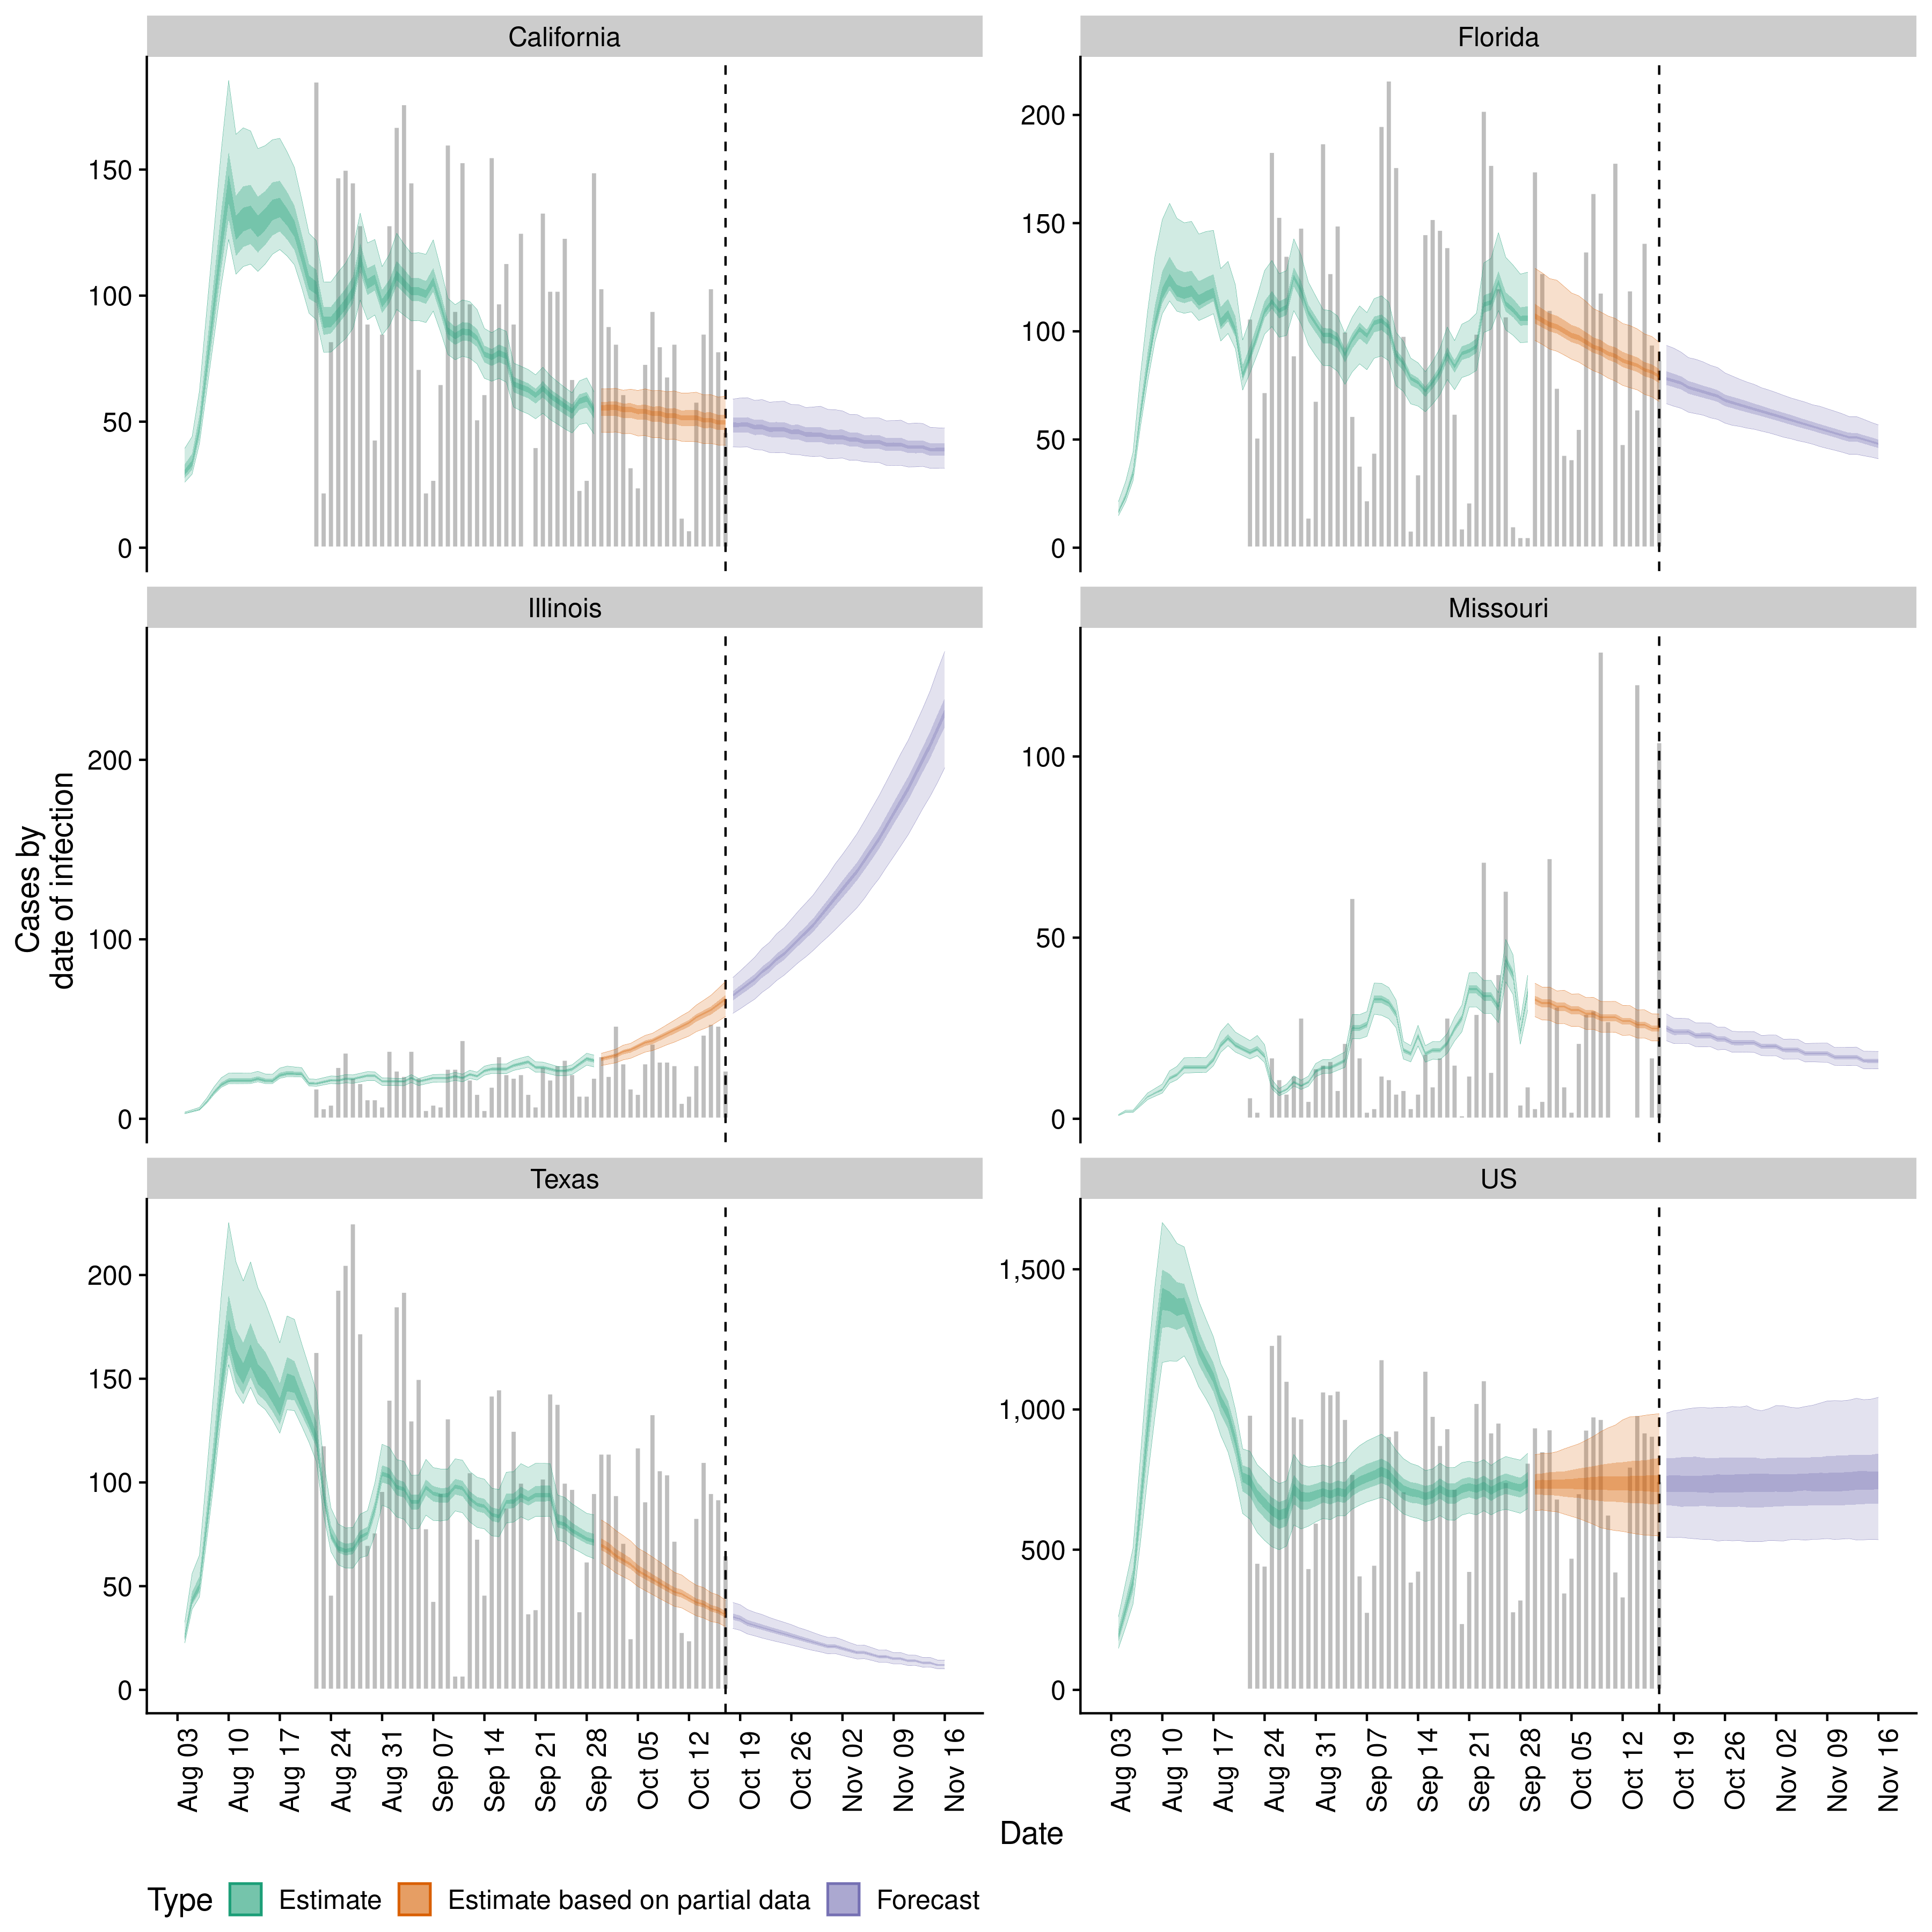 California
Florida
150
100
50
0
200
150
100
50
0
Illinois
Missouri
200
100
0
100
50
0
Texas
US
200
150
100
50
0
1,500
1,000
500
0
Cases by
date of infection
Aug 03
Aug 10
Aug 17
Aug 24
Aug 31
Sep 07
Sep 14
Sep 21
Sep 28
Oct 05
Oct 12
Oct 19
Oct 26
Nov 02
Nov 09
Nov 16
Aug 03
Aug 10
Aug 17
Aug 24
Aug 31
Sep 07
Sep 14
Sep 21
Sep 28
Oct 05
Oct 12
Oct 19
Oct 26
Nov 02
Nov 09
Nov 16
Date
Type Estimate Estimate based on partial data Forecast